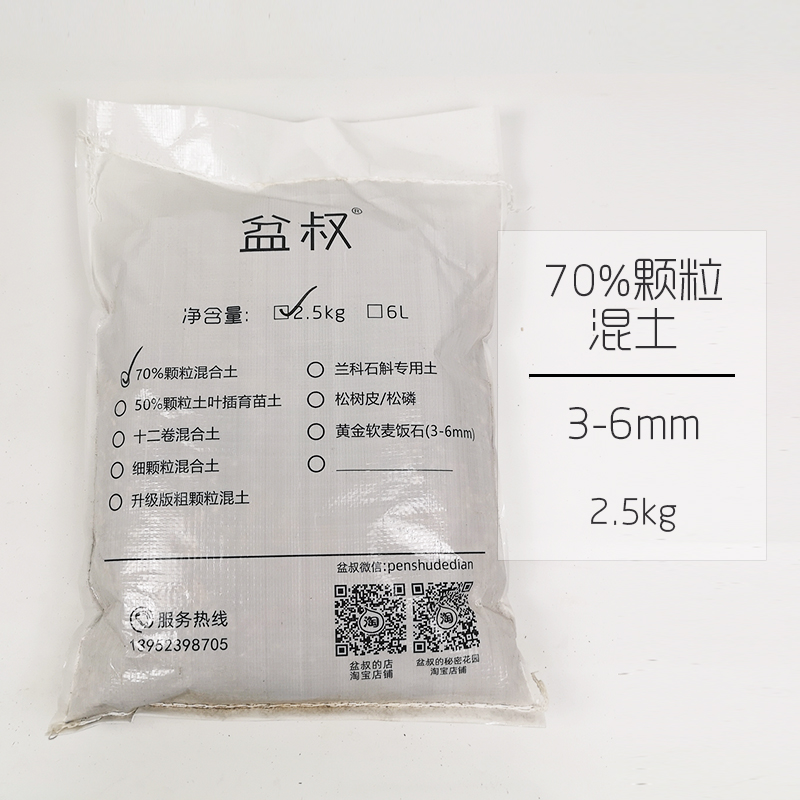 盆叔®
净含量: 2.5kg 6L
70%颗粒混合土
50%颗粒土叶插育苗土
十二卷混合土
细颗粒混合土
升级版粗颗粒混土
兰科石斛专用土
松树皮/松磷
黄金软麦饭石(3-6mm)
盆叔微信:penshudedian
服务热线
13952398705
盆叔的店
淘宝店铺
盆叔的秘密花园
淘宝店铺
淘
淘
70%颗粒
混土
3-6mm
2.5kg